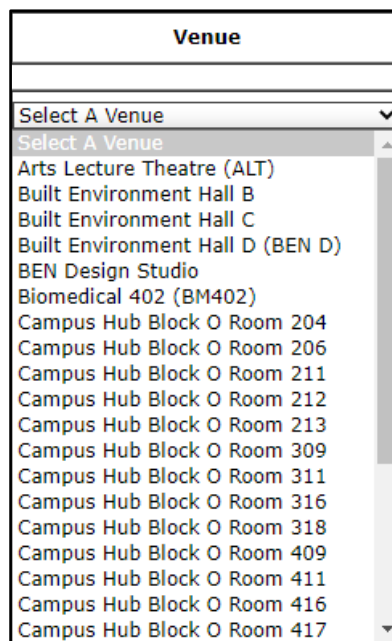 Venue
Select A Venue
Select A Venue
Arts Lecture Theatre (ALT)
Built Environment Hall B
Built Environment Hall C
Built Environment Hall D (BEN D)
BEN Design Studio
Biomedical 402 (BM402)
Campus Hub Block O Room 204
Campus Hub Block O Room 206
Campus Hub Block O Room 211
Campus Hub Block O Room 212
Campus Hub Block O Room 213
Campus Hub Block O Room 309
Campus Hub Block O Room 311
Campus Hub Block O Room 316
Campus Hub Block O Room 318
Campus Hub Block O Room 409
Campus Hub Block O Room 411
Campus Hub Block O Room 416
Campus Hub Block O Room 417